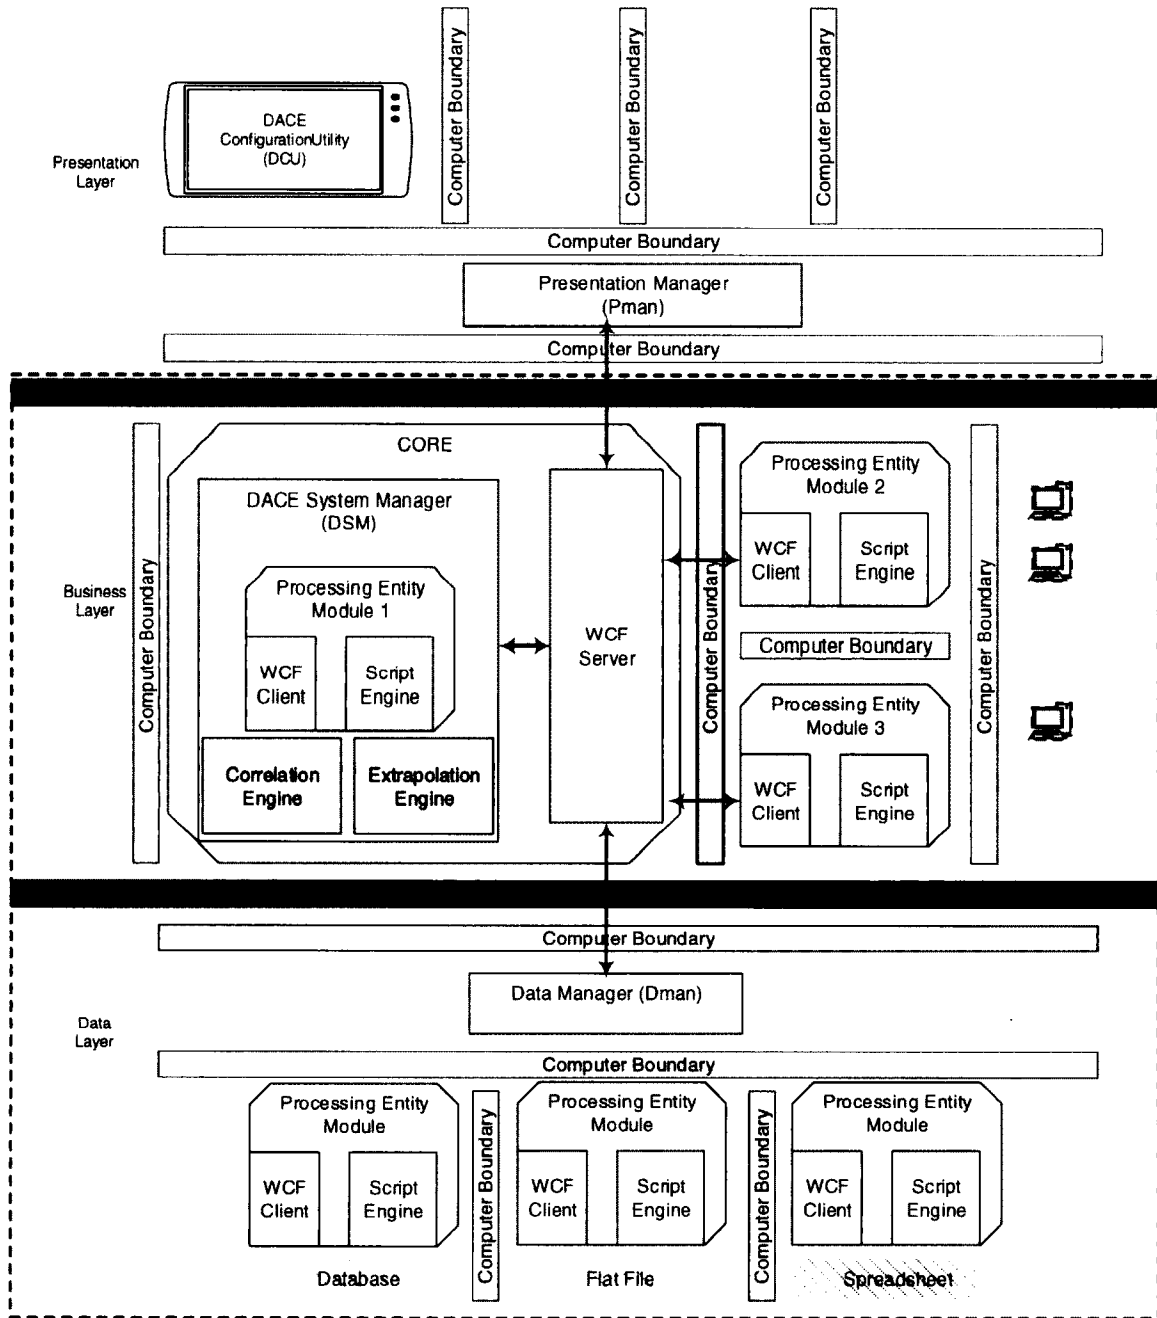 DACE
ConfigurationUtility
(DCU)
Presentation
Layer
Computer Boundary
Computer Boundary
Computer Boundary
Computer Boundary
Presentation Manager
(Pman)
Computer Boundary
Business
Layer
Computer Boundary
CORE
DACE System Manager
(DSM)
Processing Entity
Module 1
WCF
Client
Script
Engine
Correlation
Engine
Extrapolation
Engine
WCF
Server
Computer Boundary
Processing Entity
Module 2
WCF
Client
Script
Engine
Computer Boundary
Processing Entity
Module 3
WCF
Client
Script
Engine
Computer Boundary
Computer Boundary
Data Manager (Dman)
Data
Layer
Computer Boundary
Processing Entity
Module
WCF
Client
Script
Engine
Database
Computer Boundary
Processing Entity
Module
WCF
Client
Script
Engine
Flat File
Computer Boundary
Processing Entity
Module
WCF
Client
Script
Engine
Spreadsheet